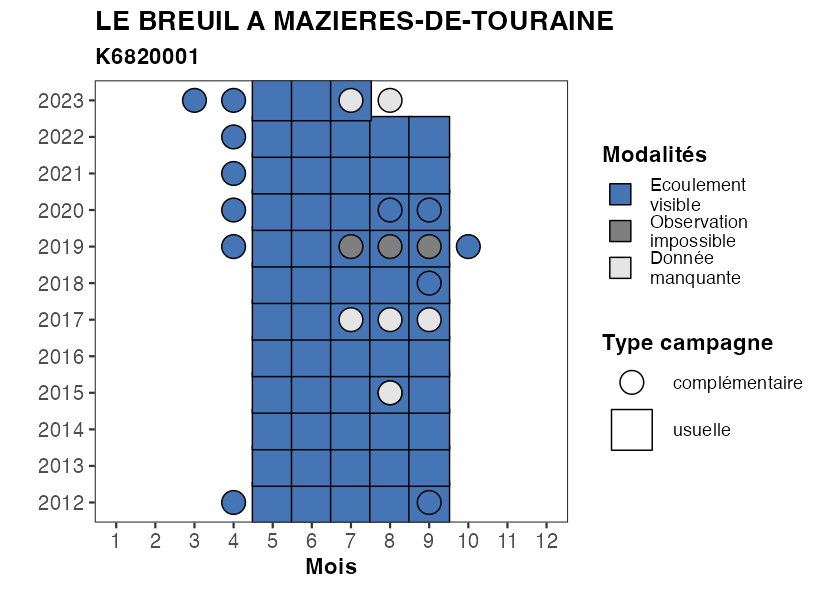 LE BREUIL A MAZIERES-DE-TOURAINE
K6820001
2023
2022
2021
2020
2019
2018
2017
2016
2015
2014
2013
2012
1 2 3 4 5 6 7 8 9 10 11 12
Mois
Modalités
Ecoulement
visible
Observation
impossible
Donnée
manquante
Type campagne
complémentaire
usuelle